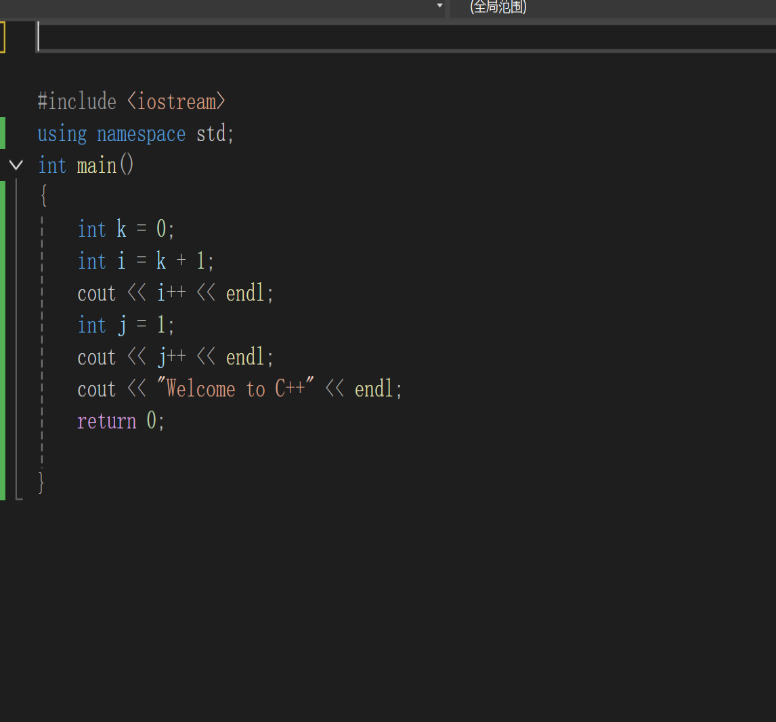 (全局范围)
#include <iostream>
using namespace std;
int main()
{
int k = 0;
int i = k + 1;
cout << i++ << endl;
int j = 1;
cout << j++ << endl;
cout << "Welcome to C++" << endl;
return 0;
}